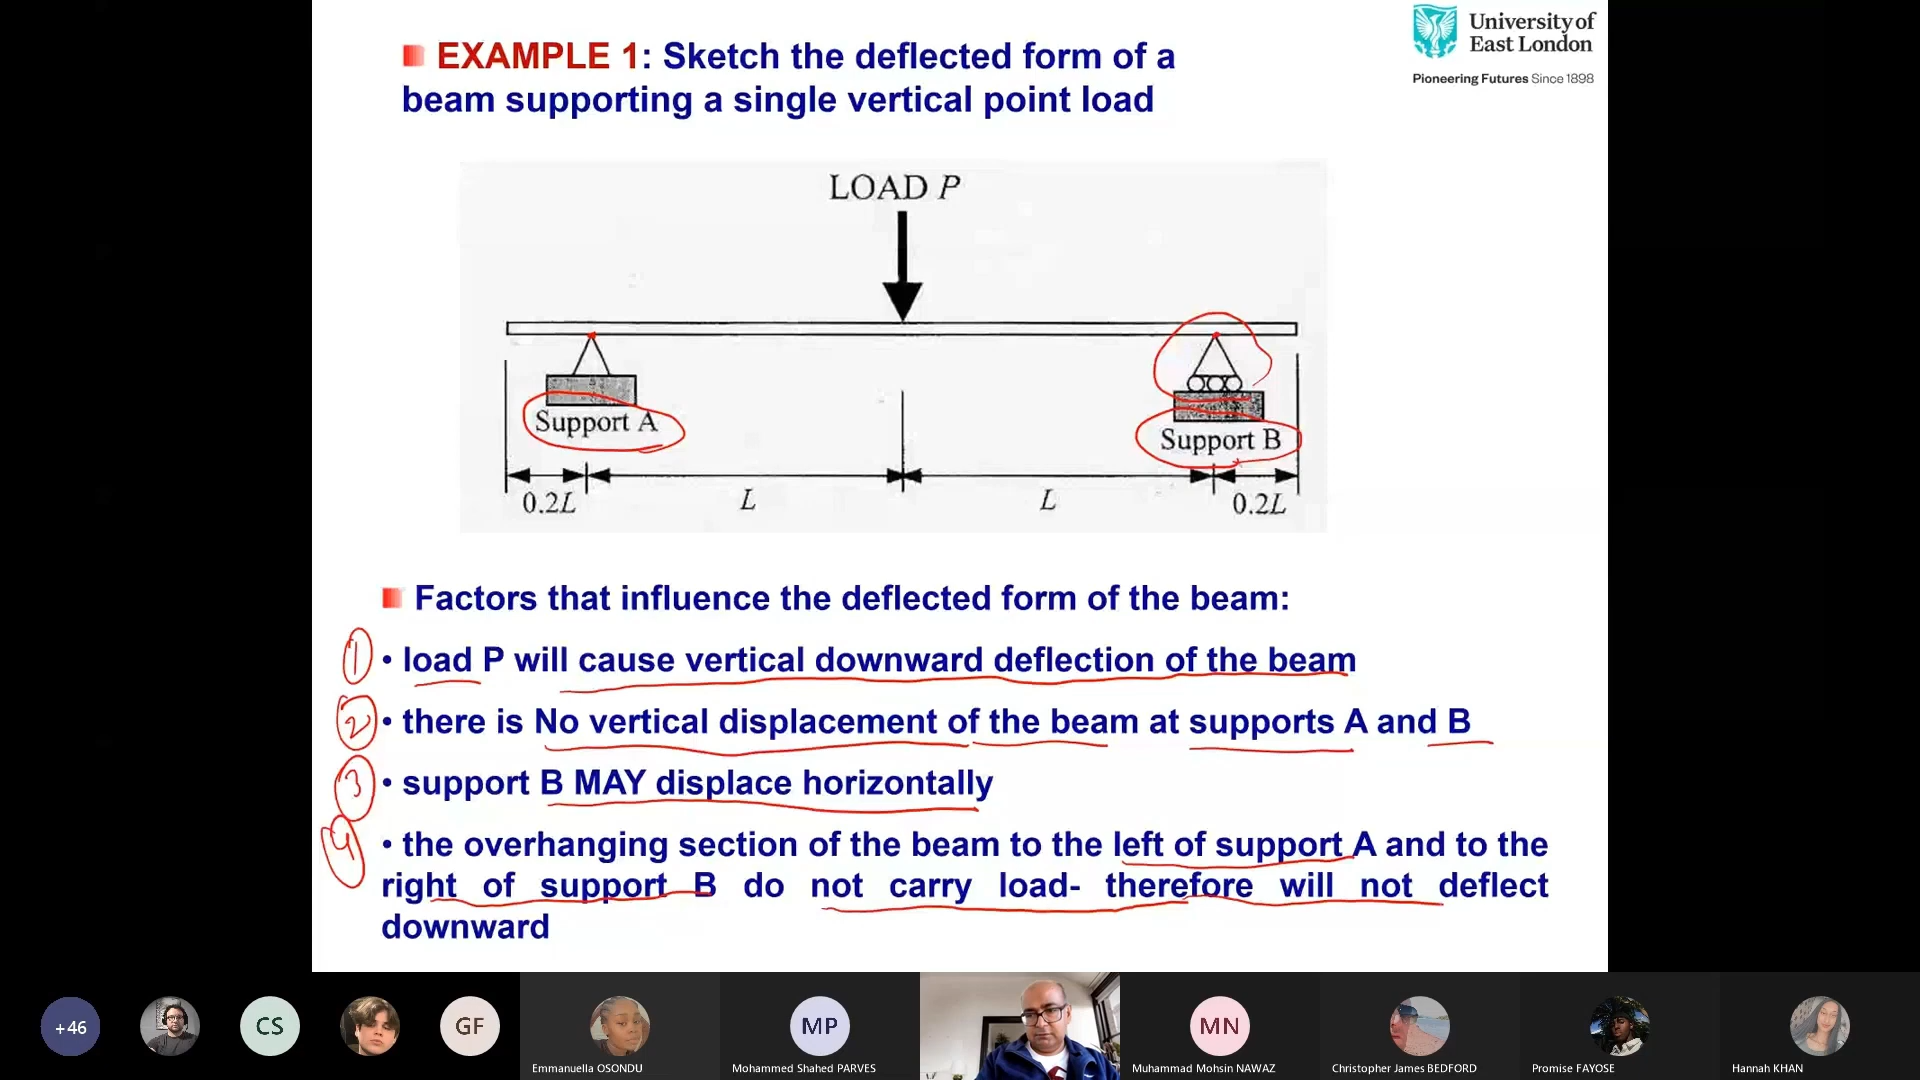 University of
East London
Pioneering Futures Since 1898
EXAMPLE 1: Sketch the deflected form of a
beam supporting a single vertical point load
LOAD P
Support A
Support B
0.2L
L
L
0.2L
Factors that influence the deflected form of the beam:
1 • load P will cause vertical downward deflection of the beam
2 • there is No vertical displacement of the beam at supports A and B
3 • support B MAY displace horizontally
4 • the overhanging section of the beam to the left of support A and to the
right of support B do not carry load- therefore will not deflect
downward
+46
CS
GF
MP
MN
Emmanuella OSONDU
Mohammed Shahed PARVES
Muhammad Mohsin NAWAZ
Christopher James BEDFORD
Promise FAYOSE
Hannah KHAN